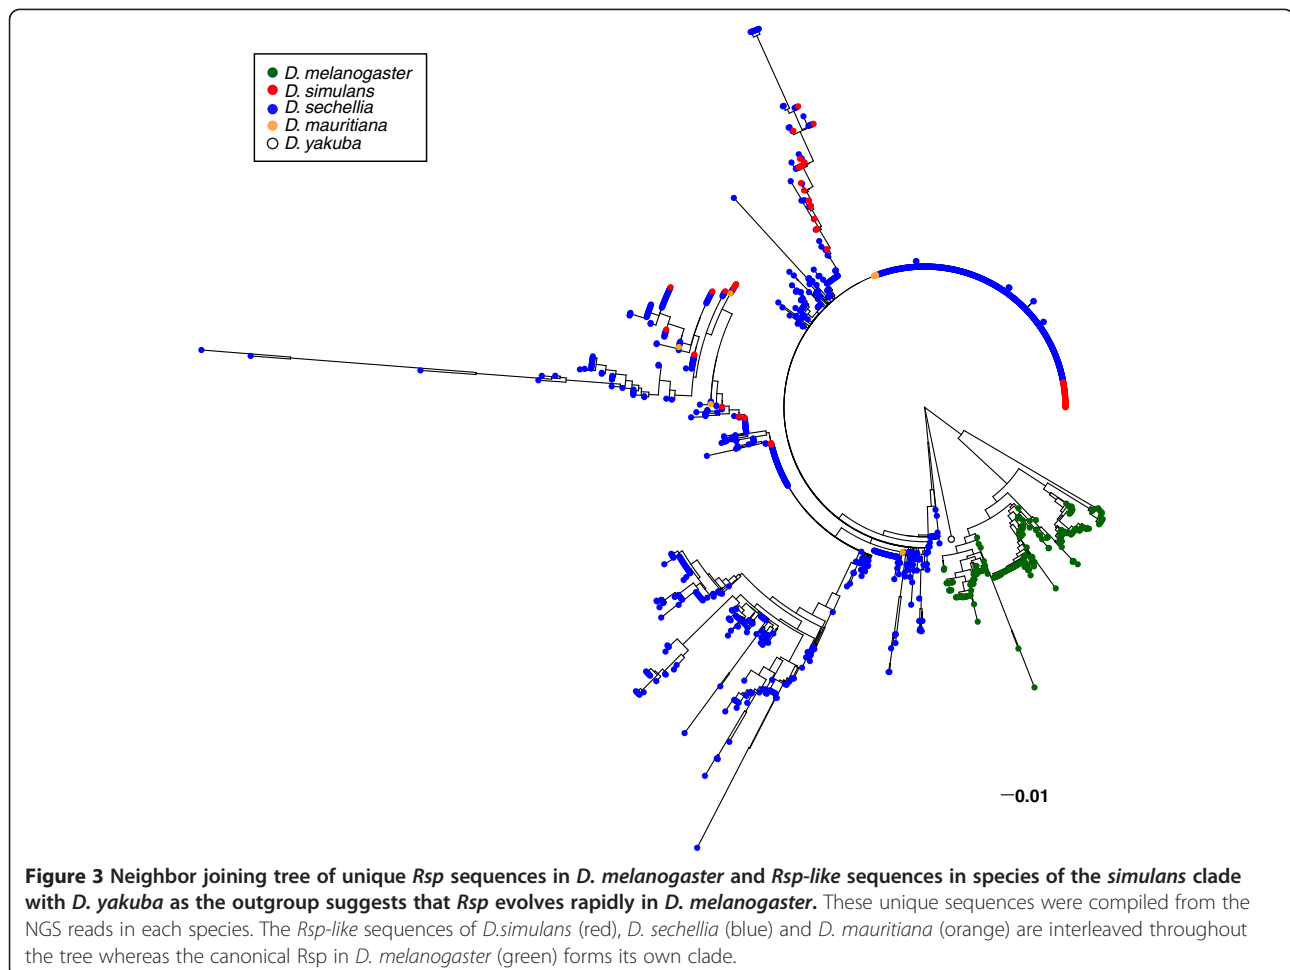 D. melanogaster
D. simulans
D. sechellia
D. mauritiana
D. yakuba
0.01
Figure 3 Neighbor joining tree of unique Rsp sequences in D. melanogaster and Rsp-like sequences in species of the simulans clade
with D. yakuba as the outgroup suggests that Rsp evolves rapidly in D. melanogaster. These unique sequences were compiled from the
NGS reads in each species. The Rsp-like sequences of D.simulans (red), D. sechellia (blue) and D. mauritiana (orange) are interleaved throughout
the tree whereas the canonical Rsp in D. melanogaster (green) forms its own clade.